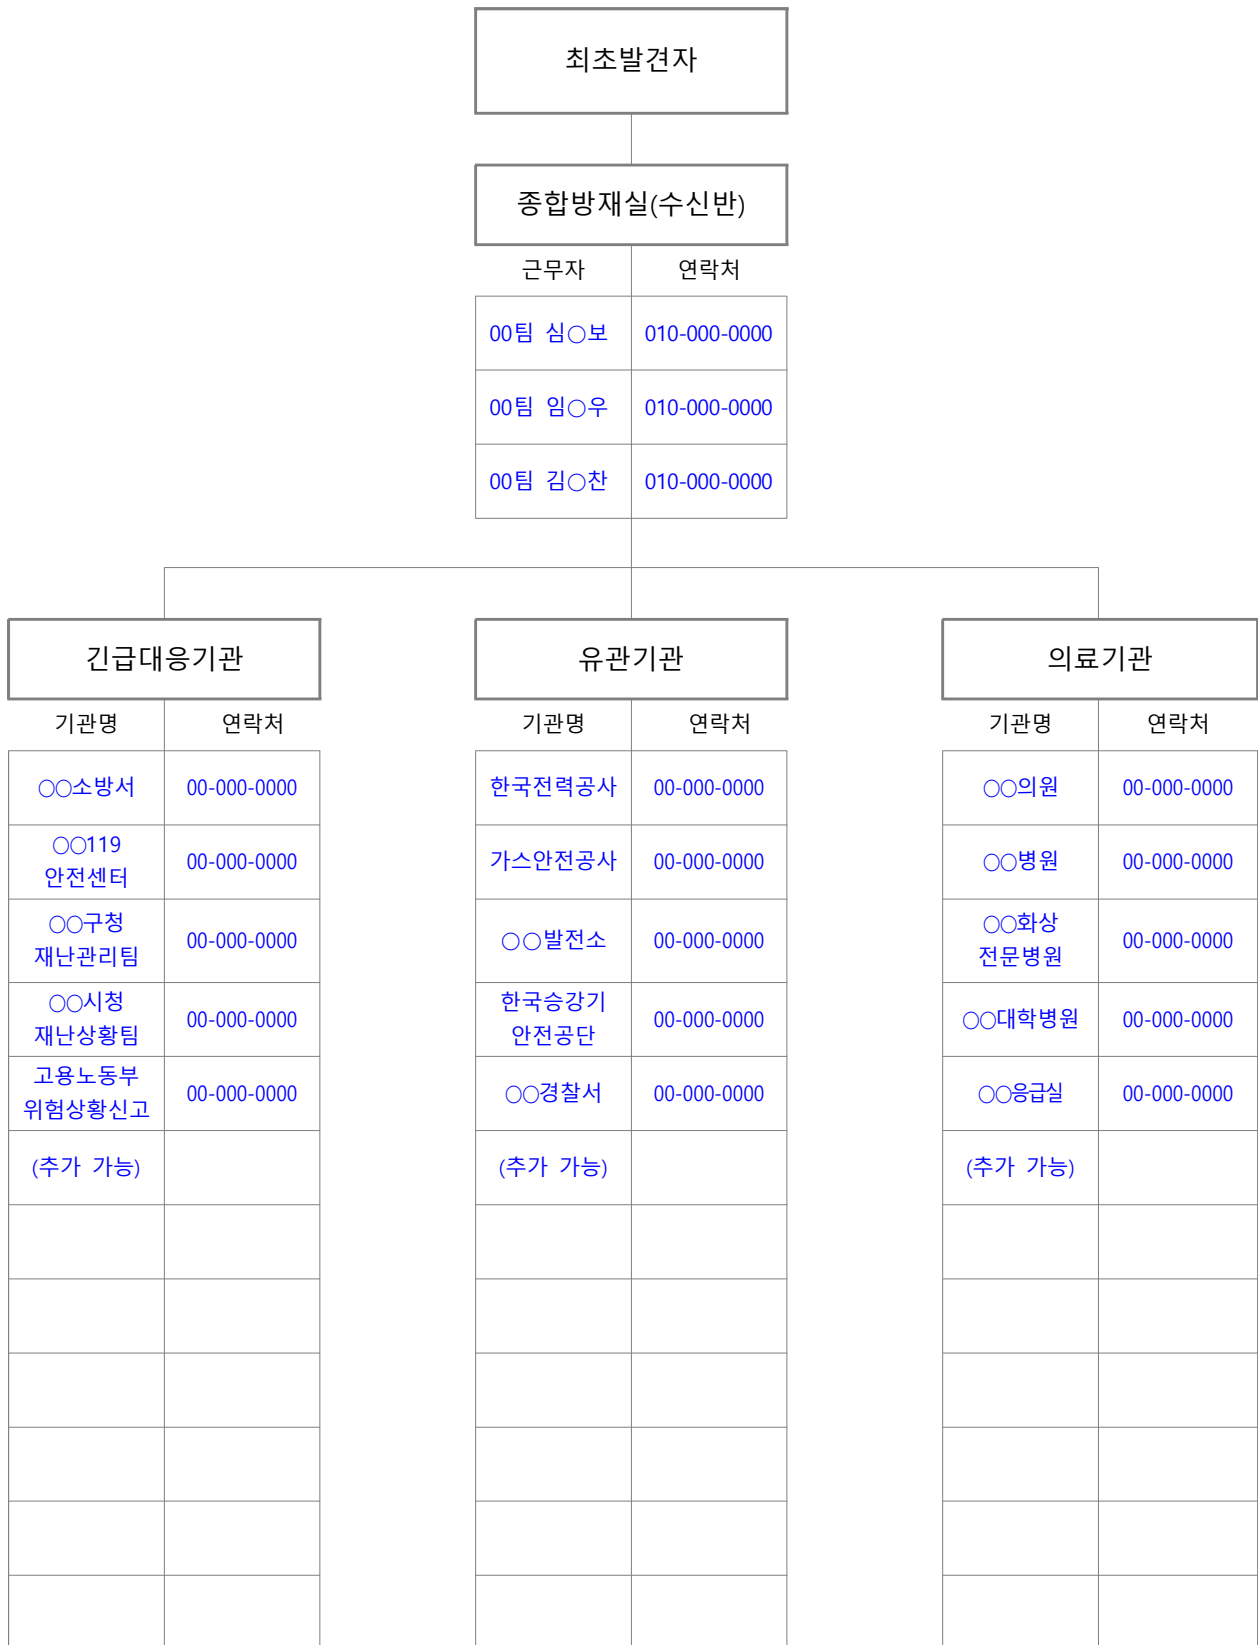 최초발견자
종합방재실(수신반)
근무자 연락처
00팀 심○보 010-000-0000
00팀 임○우 010-000-0000
00팀 김○찬 010-000-0000
긴급대응기관
기관명 연락처
○○소방서 00-000-0000
○○119
안전센터
00-000-0000
○○구청
재난관리팀
00-000-0000
○○시청
재난상황팀
00-000-0000
고용노동부
위험상황신고
00-000-0000
(추가 가능)
유관기관
기관명 연락처
한국전력공사 00-000-0000
가스안전공사 00-000-0000
○○발전소 00-000-0000
한국승강기
안전공단
00-000-0000
○○경찰서 00-000-0000
(추가 가능)
의료기관
기관명 연락처
○○의원 00-000-0000
○○병원 00-000-0000
○○화상
전문병원
00-000-0000
○○대학병원 00-000-0000
○○응급실 00-000-0000
(추가 가능)